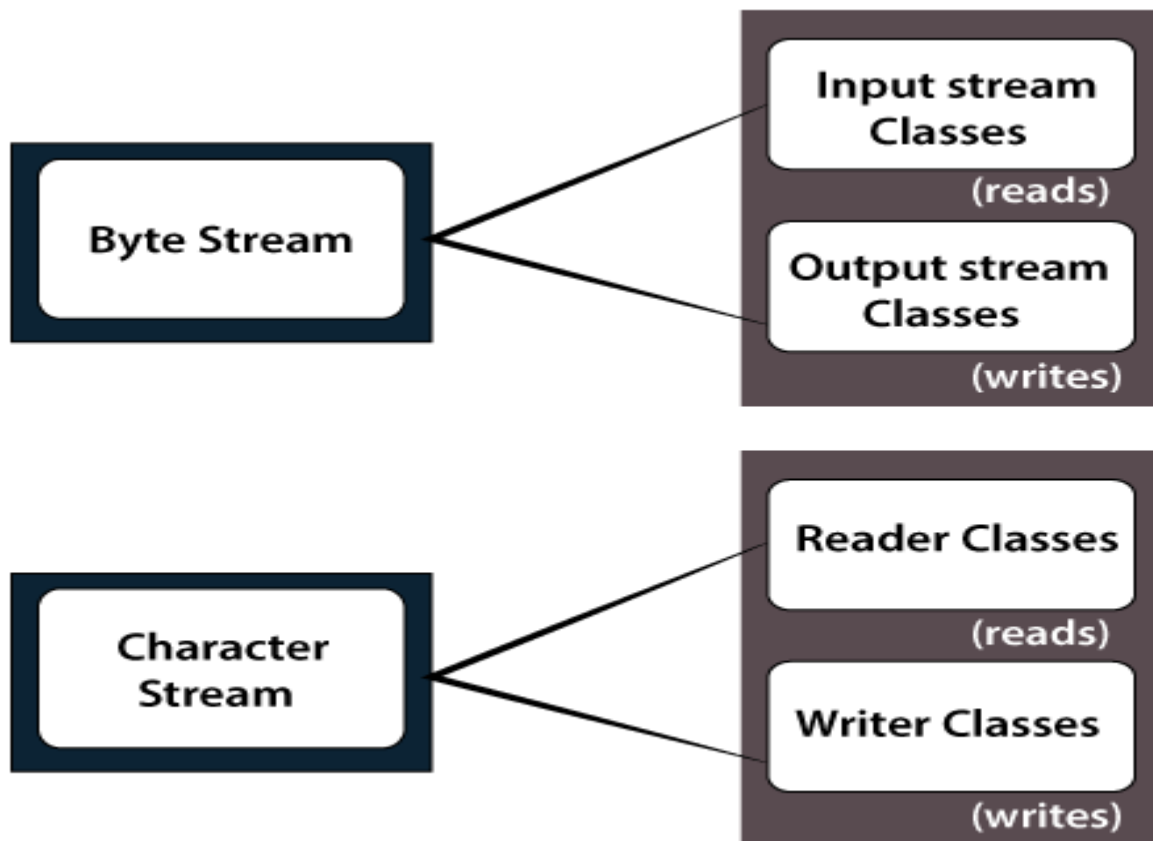 Byte Stream
Input stream
Classes
(reads)
Output stream
Classes
(writes)
Character
Stream
Reader Classes
(reads)
Writer Classes
(writes)